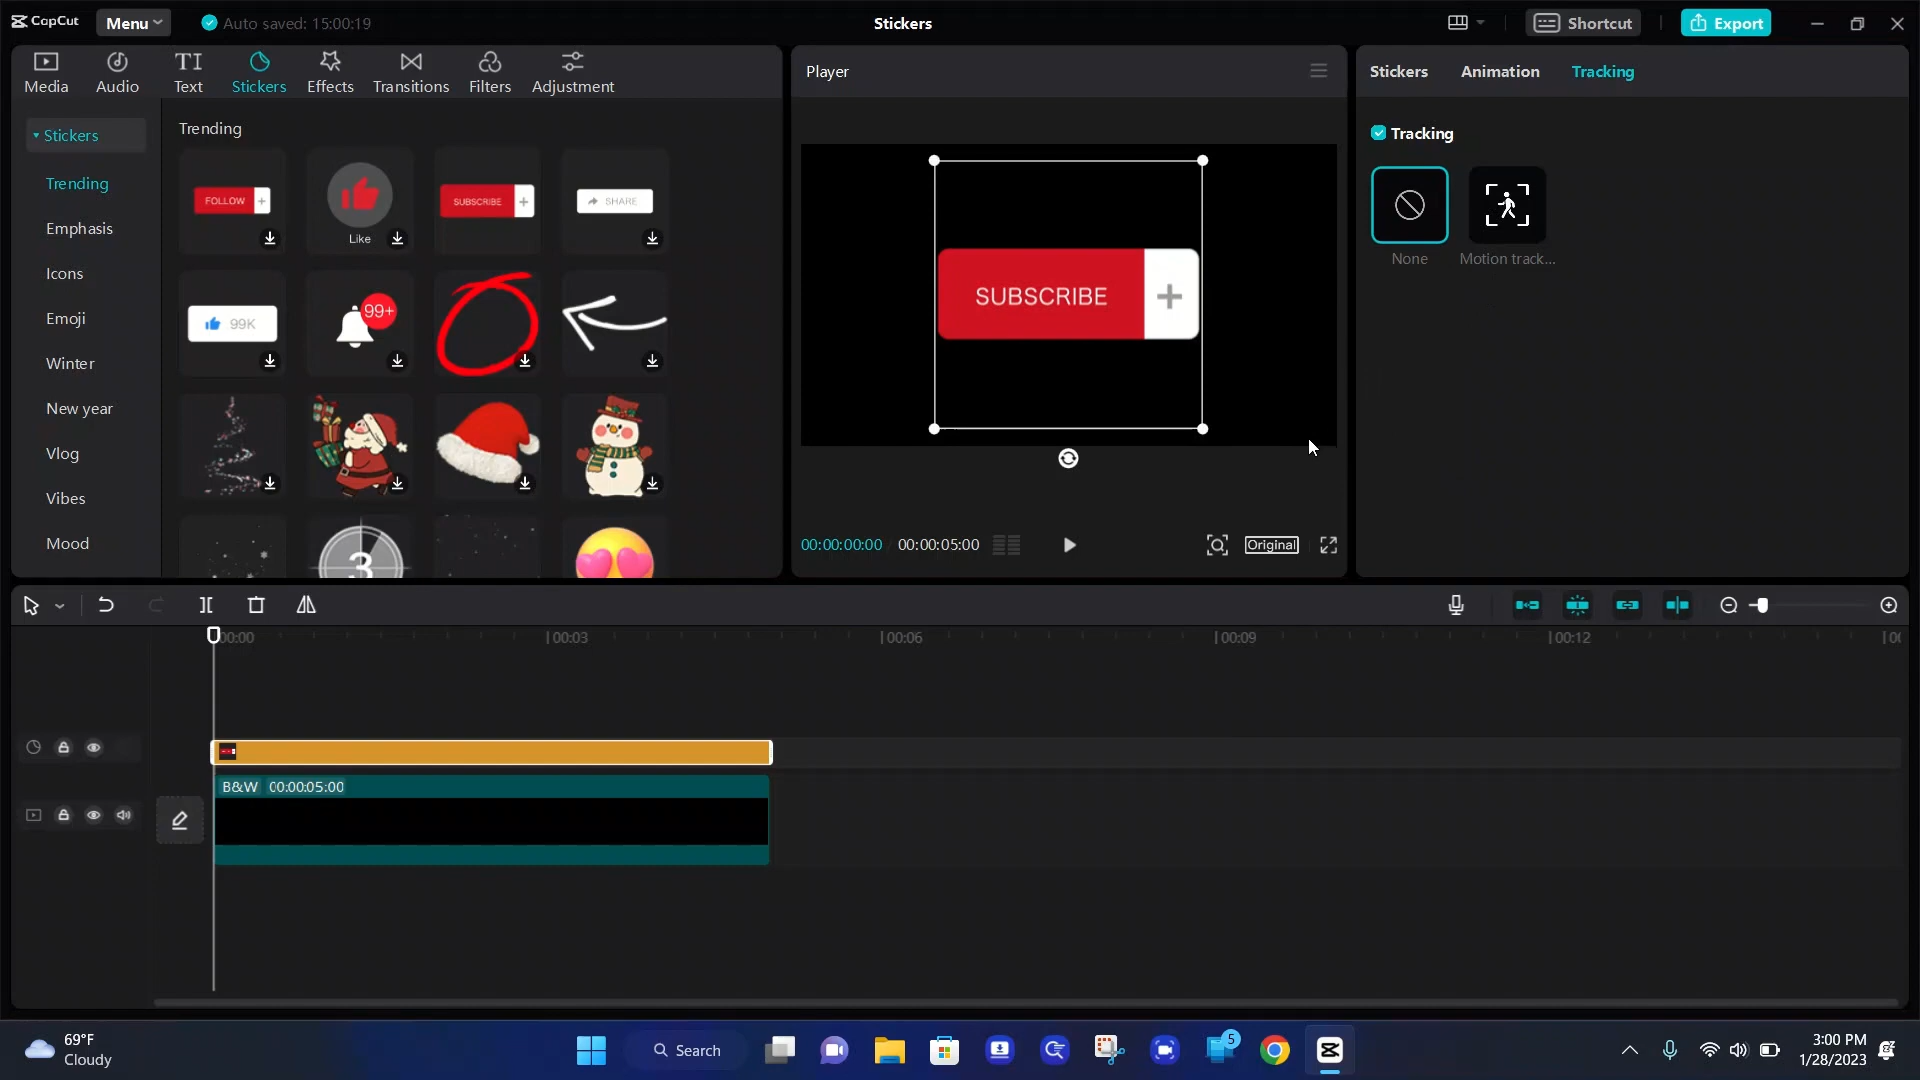 CapCut
Menu
Auto saved: 15:00:19
Stickers
Shortcut
Export
Media
Audio
Text
Stickers
Effects
Transitions
Filters
Adjustment
Player
Stickers
Animation
Tracking
Stickers
Trending
Emphasis
Icons
Emoji
Winter
New year
Vlog
Vibes
Mood
Trending
FOLLOW +
Like
SUBSCRIBE +
SHARE
99K
99+
3
SUBSCRIBE +
00:00:00:00
00:00:05:00
Original
Tracking
None
Motion track...
00:00
00:03
00:06
00:09
00:12
B&W 00:00:05:00
69°F
Cloudy
Search
5
3:00 PM
1/28/2023